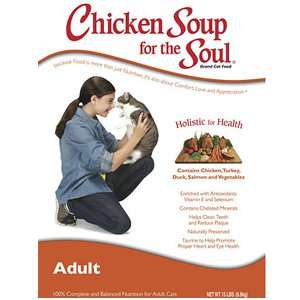 Chicken Soup
for the Soul®
Brand Cat Food
because Food is more than just Nutrition, it's also about Comfort, Love and Appreciation™
Holistic for Health
Contains Chicken, Turkey,
Duck, Salmon and Vegetables
Enriched with Antioxidants
Vitamin E and Selenium
Contains Chelated Minerals
Helps Clean Teeth
and Reduce Plaque
Naturally Preserved
Taurine to Help Promote
Proper Heart and Eye Health
Adult
100% Complete and Balanced Nutrition for Adult Cats
NET WT 15 LBS (6.8kg)